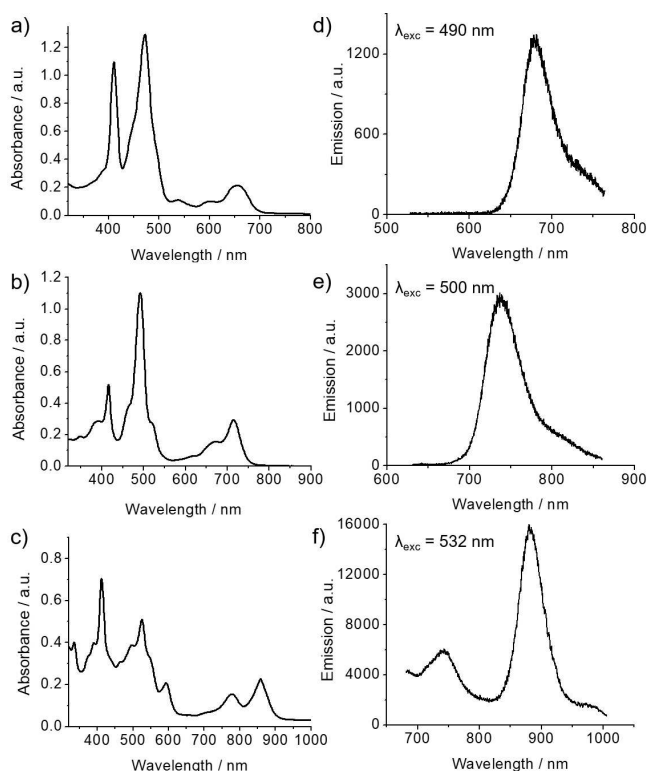 a)
1.2
1.0
0.8
0.6
0.4
0.2
0.0
Absorbance / a.u.
400 500 600 700 800
Wavelength / nm
d)
λexc = 490 nm
1200
600
0
Emission / a.u.
500 600 700 800
Wavelength / nm
b)
1.2
1.0
0.8
0.6
0.4
0.2
0.0
Absorbance / a.u.
400 500 600 700 800 900
Wavelength / nm
e)
λexc = 500 nm
3000
2000
1000
0
Emission / a.u.
600 700 800 900
Wavelength / nm
c)
0.8
0.6
0.4
0.2
0.0
Absorbance / a.u.
400 500 600 700 800 900 1000
Wavelength / nm
f)
λexc = 532 nm
16000
12000
8000
4000
0
Emission / a.u.
700 800 900 1000
Wavelength / nm